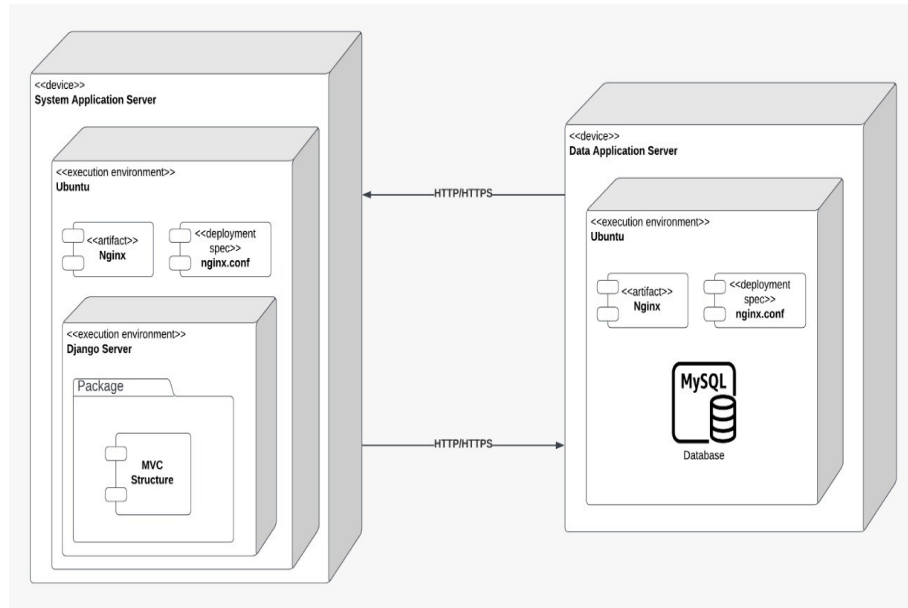 <<device>>
System Application Server
<<execution environment>>
Ubuntu
<<artifact>>
Nginx
<<deployment
spec>>
nginx.conf
<<execution environment>>
Django Server
Package
MVC
Structure
HTTP/HTTPS
HTTP/HTTPS
<<device>>
Data Application Server
<<execution environment>>
Ubuntu
<<artifact>>
Nginx
<<deployment
spec>>
nginx.conf
MySQL
Database